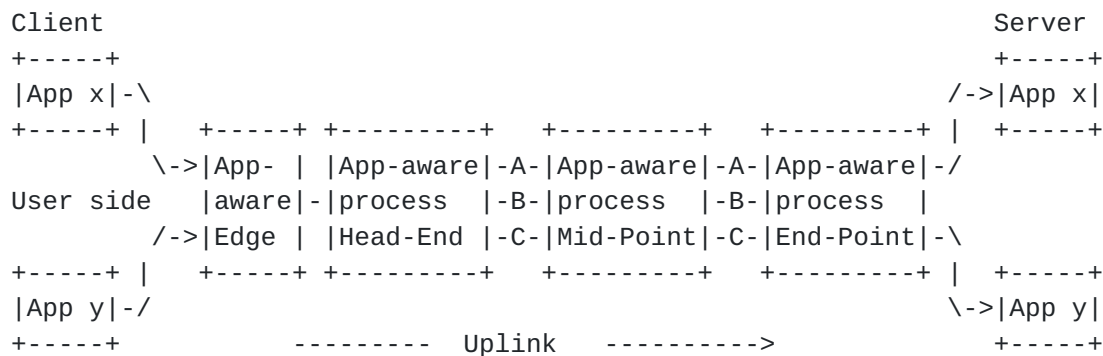 Client                                                      Server
+-----+                                                     +-----+
|App x|-\                                                /->|App x|
+-----+ |   +-----+ +---------+   +---------+   +---------+ |  +-----+
         \->|App- | |App-aware|-A-|App-aware|-A-|App-aware|-/
User side   |aware|-|process  |-B-|process  |-B-|process  |
         /->|Edge | |Head-End |-C-|Mid-Point|-C-|End-Point|-\
+-----+ |   +-----+ +---------+   +---------+   +---------+ |  +-----+
|App y|-/                                                \->|App y|
+-----+          ---------  Uplink   ---------->            +-----+